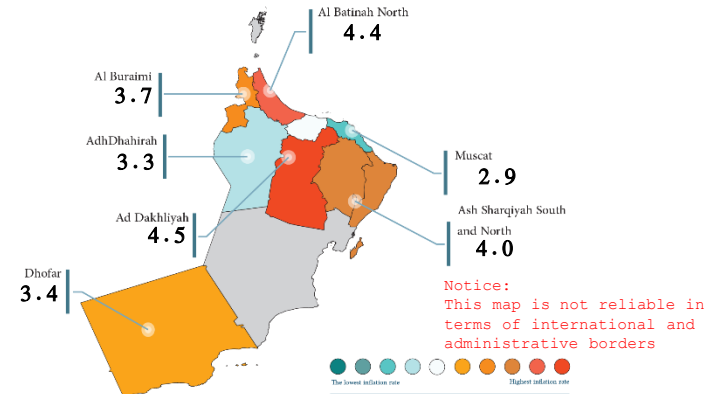 Al Batinah North
4.4
Al Buraimi
3.7
AdhDhahirah
3.3
Muscat
2.9
Ad Dakhliyah
4.5
Ash Sharqiyah South
and North
4.0
Dhofar
3.4
Notice:
This map is not reliable in
terms of international and
administrative borders
The lowest inflation rate
Highest inflation rate